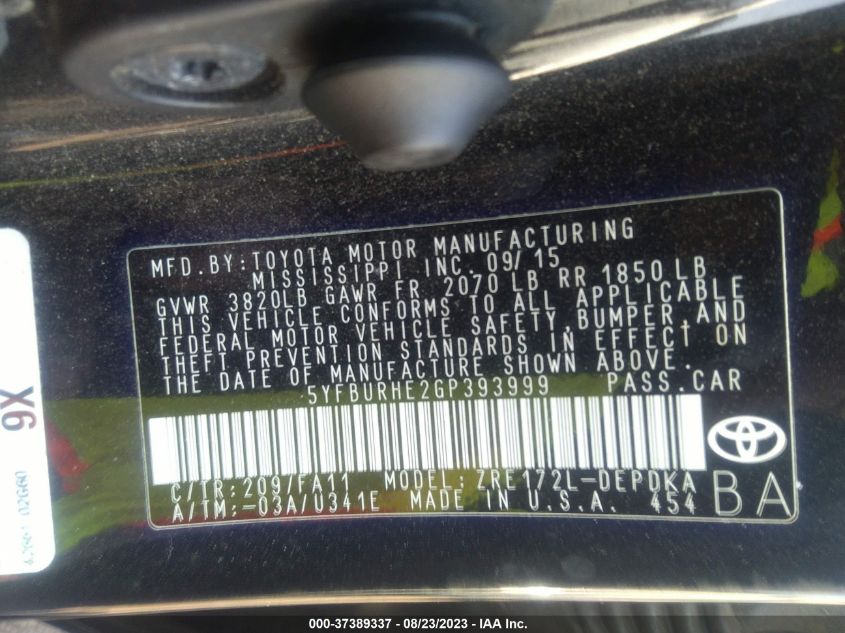 MFD. BY: TOYOTA MOTOR MANUFACTURING
MISSISSIPPI INC. 09/15
GVWR 3820LB GAWR FR 2070 LB RR 1850 LB
THIS VEHICLE CONFORMS TO ALL APPLICABLE
FEDERAL MOTOR VEHICLE SAFETY, BUMPER, AND
THEFT PREVENTION STANDARDS IN EFFECT ON
THE DATE OF MANUFACTURE SHOWN ABOVE.
5YFBURHE2GP393999 PASS. CAR
C/TR: 209/FA11 MODEL: ZRE172L-DEPDKA
A/TM: -03A/U341E MADE IN U.S.A. 454
BA
9X
000-37389337 - 08/23/2023 - IAA Inc.